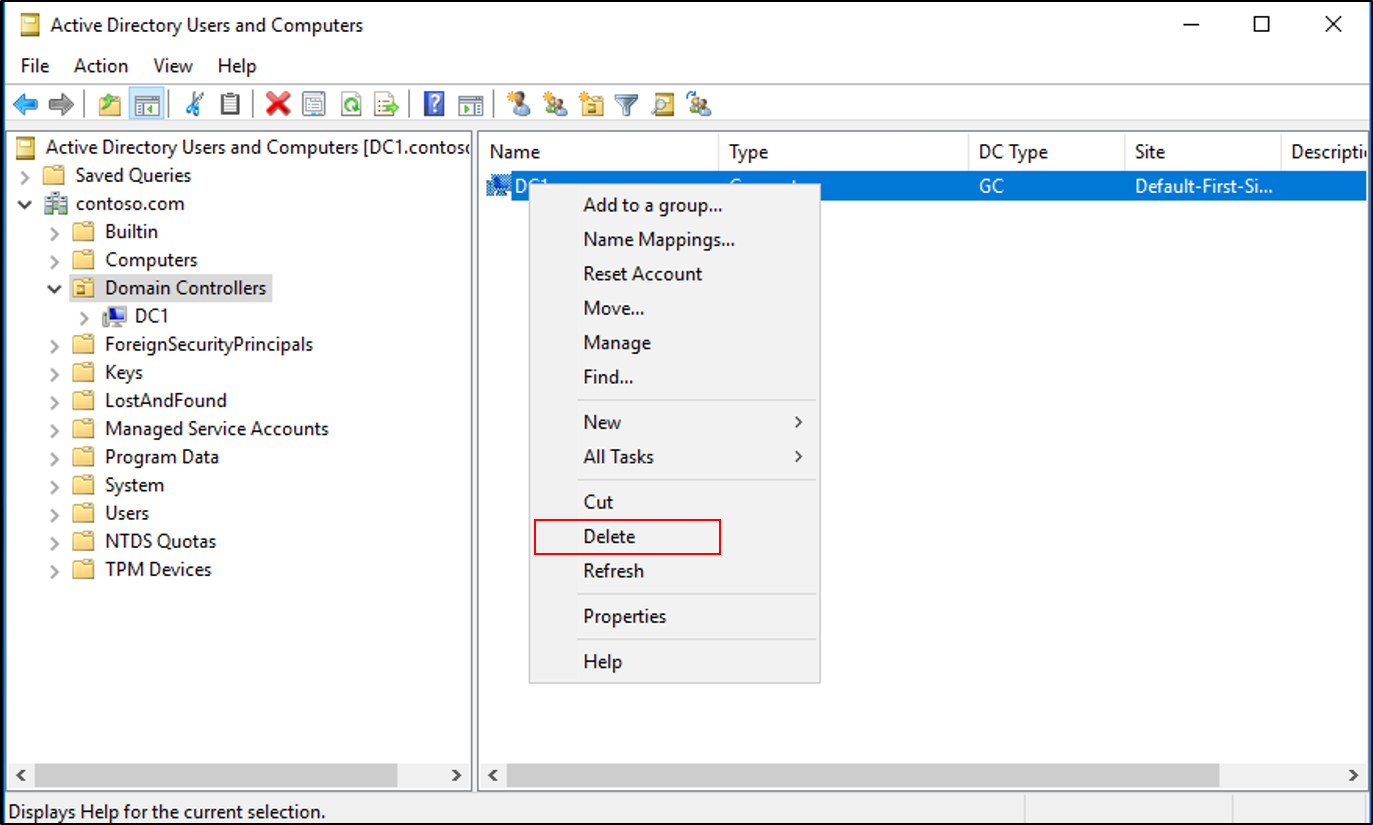 Active Directory Users and Computers
File Action View Help
Active Directory Users and Computers [DC1.contoso
Saved Queries
contoso.com
Builtin
Computers
Domain Controllers
DC1
ForeignSecurityPrincipals
Keys
LostAndFound
Managed Service Accounts
Program Data
System
Users
NTDS Quotas
TPM Devices
Name Type DC Type Site Descriptio
DC1 GC Default-First-Si...
Add to a group...
Name Mappings...
Reset Account
Move...
Manage
Find...
New
All Tasks
Cut
Delete
Refresh
Properties
Help
Displays Help for the current selection.